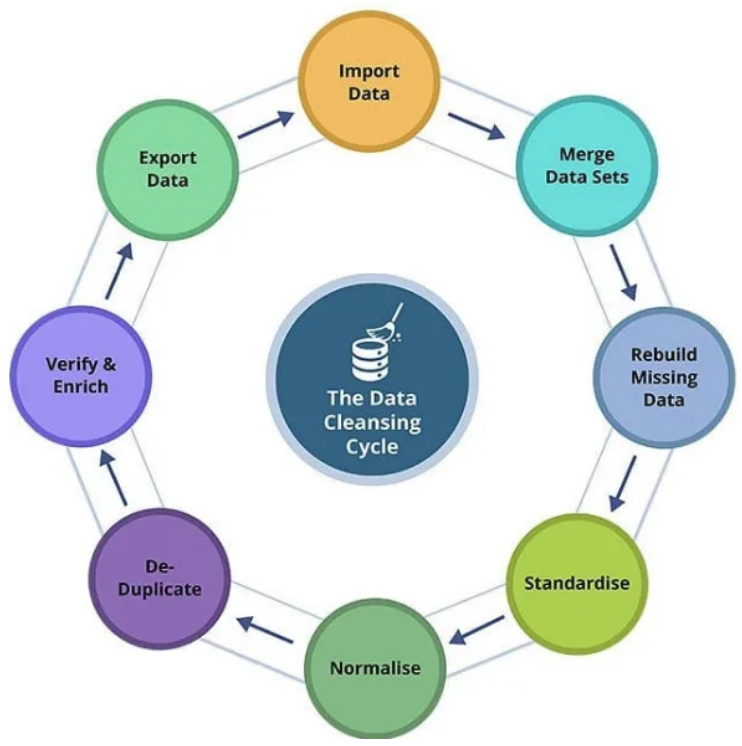 Import
Data
Merge
Data Sets
Rebuild
Missing
Data
Standardise
Normalise
De-
Duplicate
Verify &
Enrich
Export
Data
The Data
Cleansing
Cycle